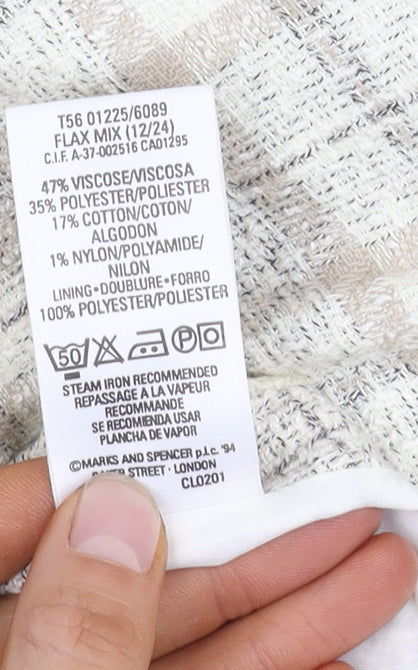 T56 01225/6089
FLAX MIX (12/24)
C.I.F. A-37-002516 CA01295
47% VISCOSE/VISCOSA
35% POLYESTER/POLIESTER
17% COTTON/COTON/
ALGODON
1% NYLON/POLYAMIDE/
NILON
LINING•DOUBLURE•FORRO
100% POLYESTER/POLIESTER
50 P
STEAM IRON RECOMMENDED
REPASSAGE A LA VAPEUR
RECOMMANDE
SE RECOMIENDA USAR
PLANCHA DE VAPOR
©MARKS AND SPENCER p.l.c. '94
STREET · LONDON
CL0201